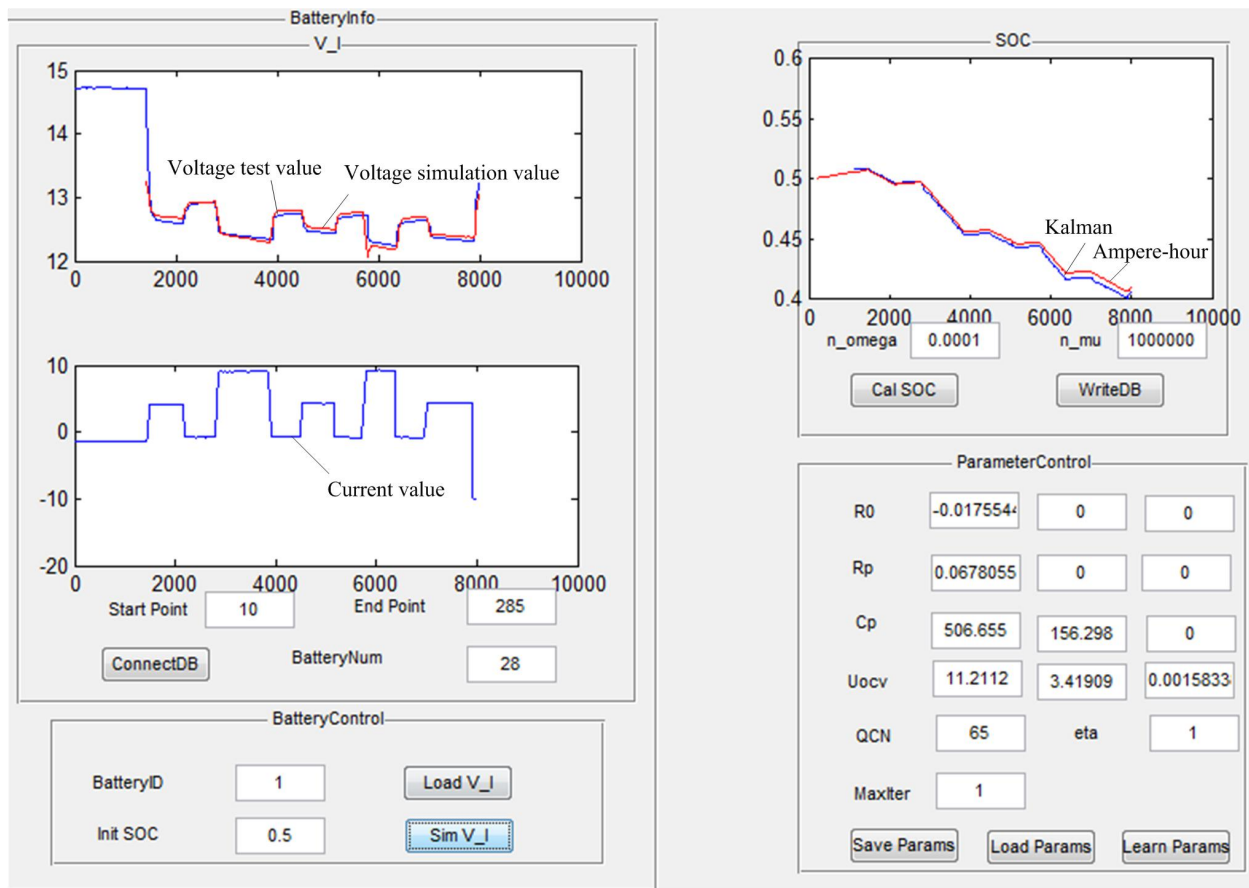 BatteryInfo
V_I
15
14
13
12
0 2000 4000 6000 8000 10000
Voltage test value
Voltage simulation value
10
0
-10
-20
0 2000 4000 6000 8000 10000
Current value
Start Point 10 End Point 285
ConnectDB BatteryNum 28
BatteryControl
BatteryID 1 Load V_I
Init SOC 0.5 Sim V_I
SOC
0.6
0.55
0.5
0.45
0.4
0 2000 4000 6000 8000 10000
Kalman
Ampere-hour
n_omega 0.0001 n_mu 1000000
Cal SOC WriteDB
ParameterControl
R0 -0.0175544 0 0
Rp 0.0678055 0 0
Cp 506.655 156.298 0
Uocv 11.2112 3.41909 0.0015833
QCN 65 eta 1
MaxIter 1
Save Params Load Params Learn Params